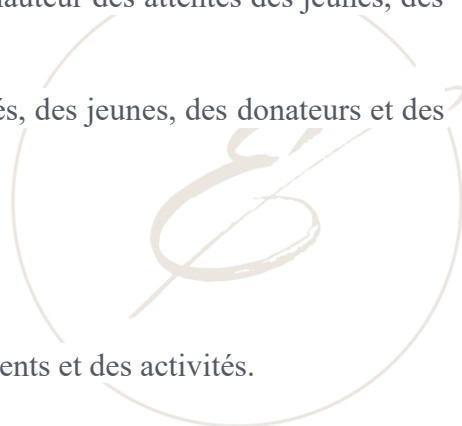 hauteur des attentes des jeunes, des
és, des jeunes, des donateurs et des
ents et des activités.